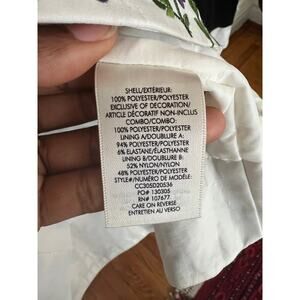 SHELL/EXTÉRIEUR:
100% POLYESTER/POLYESTER
EXCLUSIVE OF DECORATION/
ARTICLE DÉCORATIF NON-INCLUS
COMBO/COMBO:
100% POLYESTER/POLYESTER
LINING A/DOUBLURE A:
94% POLYESTER/POLYESTER
6% ELASTANE/ÉLASTHANNE
LINING B/DOUBLURE B:
52% NYLON/NYLON
48% POLYESTER/POLYESTER
STYLE#/NUMÉRO DE MODÈLE:
CC305D20536
PO# 130305
RN# 107677
CARE ON REVERSE
ENTRETIEN AU VERSO